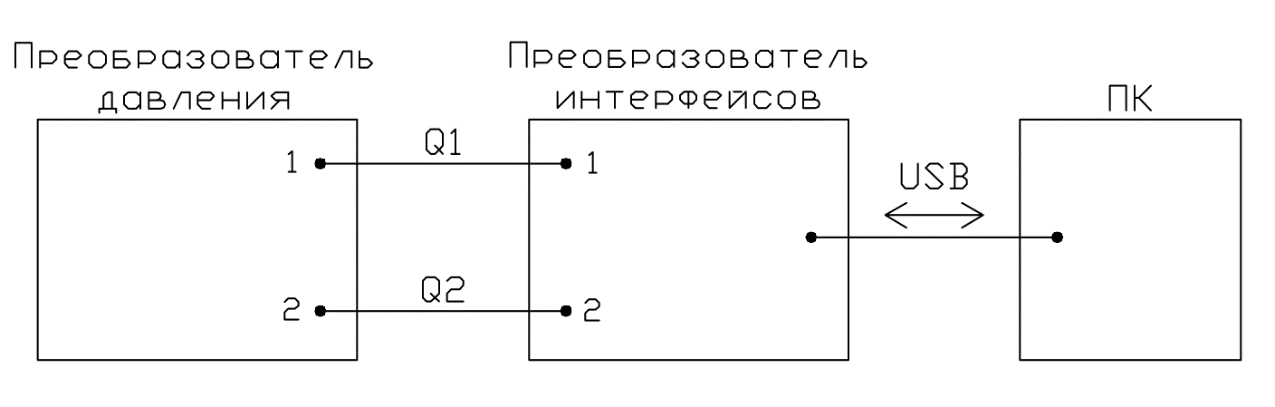 Преобразователь
давления
Преобразователь
интерфейсов
ПК
1
Q1
1
USB
2
Q2
2